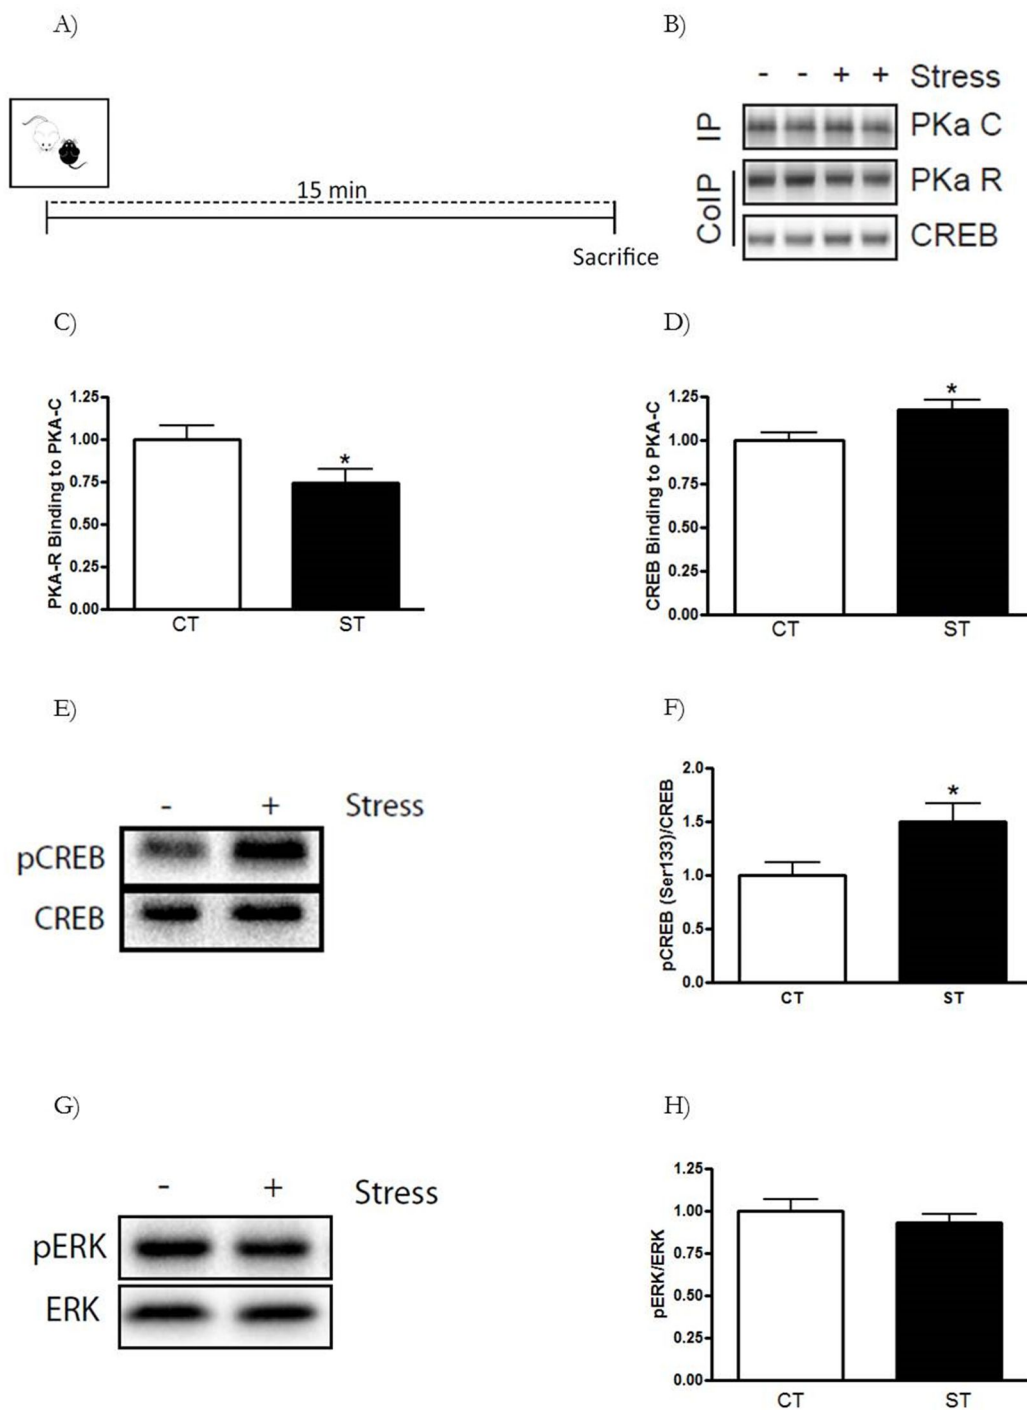 A)
15 min
Sacrifice
B)
- - + + Stress
IP
PKa C
CoIP
PKa R
CREB
C)
PKA-R Binding to PKA-C
1.25
1.00
0.75
0.50
0.25
0.00
*
CT ST
D)
CREB Binding to PKA-C
1.25
1.00
0.75
0.50
0.25
0.00
*
CT ST
E)
- + Stress
pCREB
CREB
F)
pCREB (Ser133)/CREB
2.0
1.5
1.0
0.5
0.0
*
CT ST
G)
- + Stress
pERK
ERK
H)
pERK/ERK
1.25
1.00
0.75
0.50
0.25
0.00
CT ST